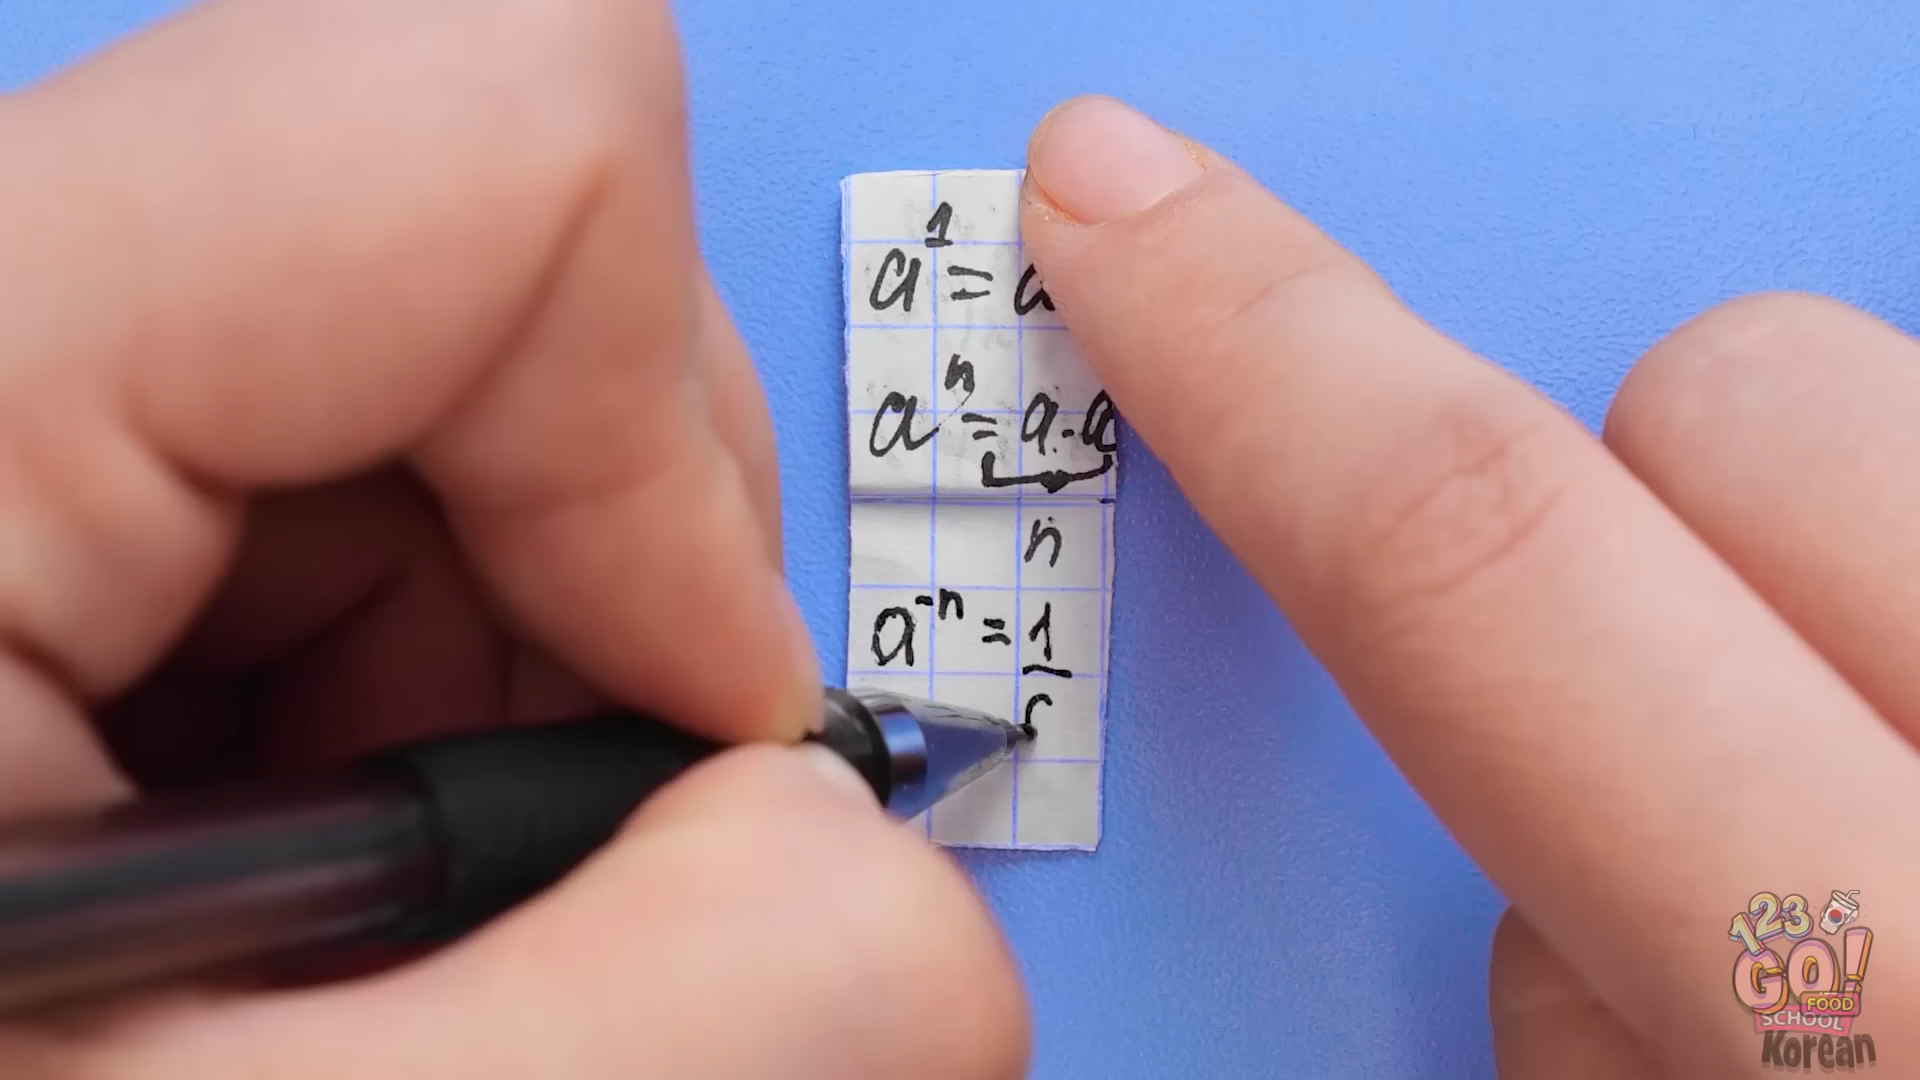 a¹ = a
aⁿ = a·a
n
a⁻ⁿ = 1
123
GO!
FOOD
SCHOOL
Korean